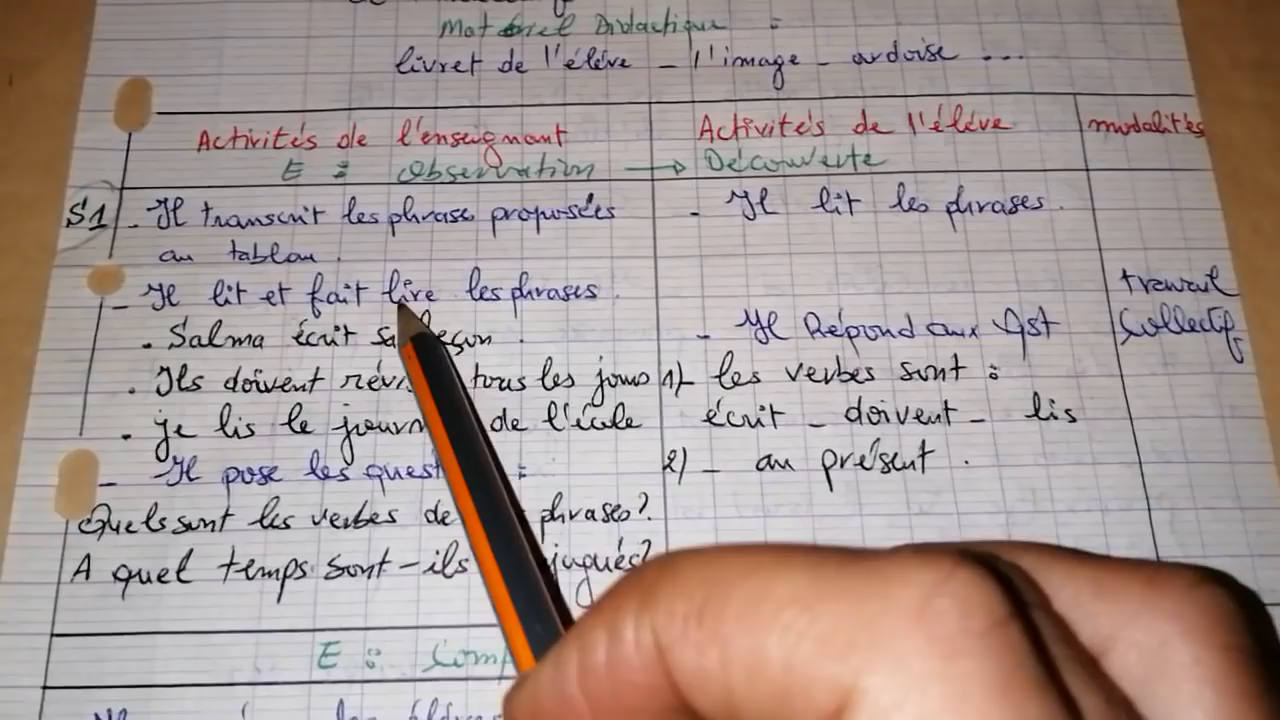 Matériel Didactique :
livret de l'élève - l'image - ardoise ...
Activités de l'enseignant
Activités de l'élève
modalités
E : Observation → Découverte
S1
- Il transcrit les phrases proposées
au tableau.
- Il lit et fait lire les phrases.
. Salma écrit sa leçon.
. Ils doivent tous les jours
. je lis le de l'école
- Il pose les :
Quels sont les verbes de phrases?
A quel temps sont-ils
- Il lit les phrases.
- Il Répond aux Qst
1) les verbes sont :
écrit - doivent - lis
2) - au présent.
travail
collectif
E :